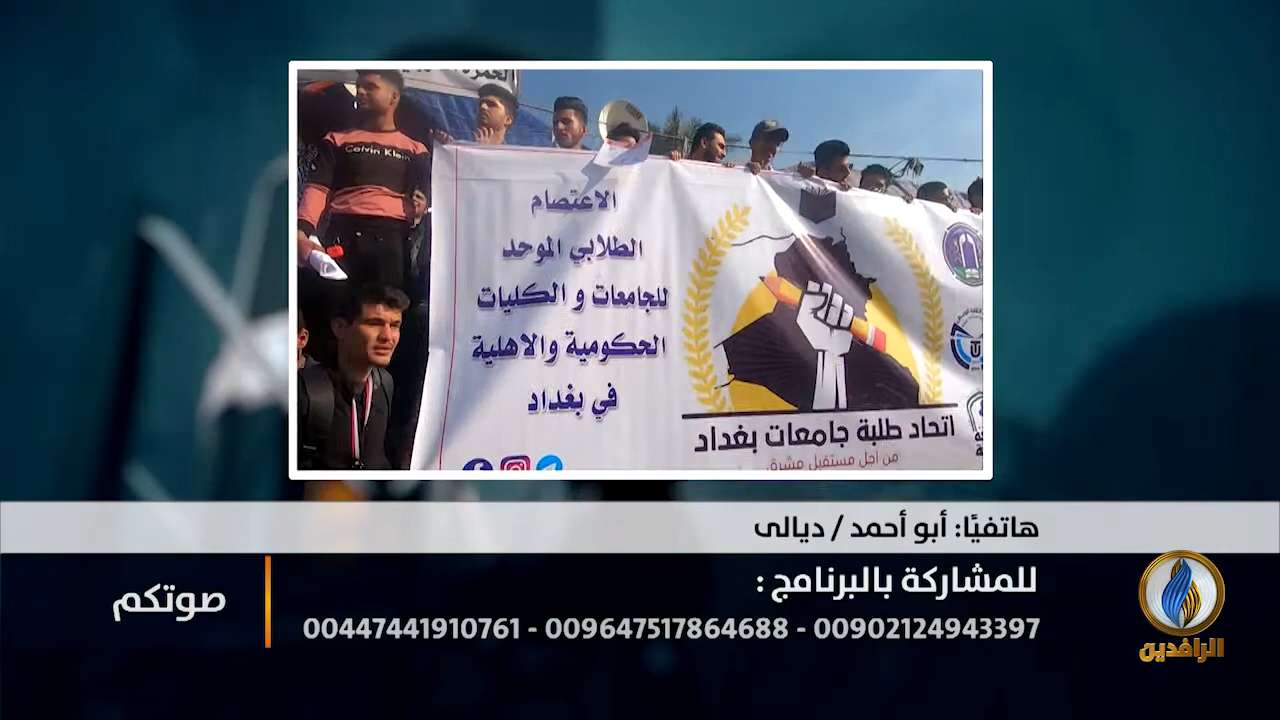 Calvin Klein
الاعتصام
الطلابي الموحد
للجامعات و الكليات
الحكومية والاهلية
في بغداد
اتحاد طلبة جامعات بغداد
من أجل مستقبل مشرق
هاتفيًا: أبو أحمد / ديالى
للمشاركة بالبرنامج :
00447441910761 - 009647517864688 - 00902124943397
صوتكم
الرافدين